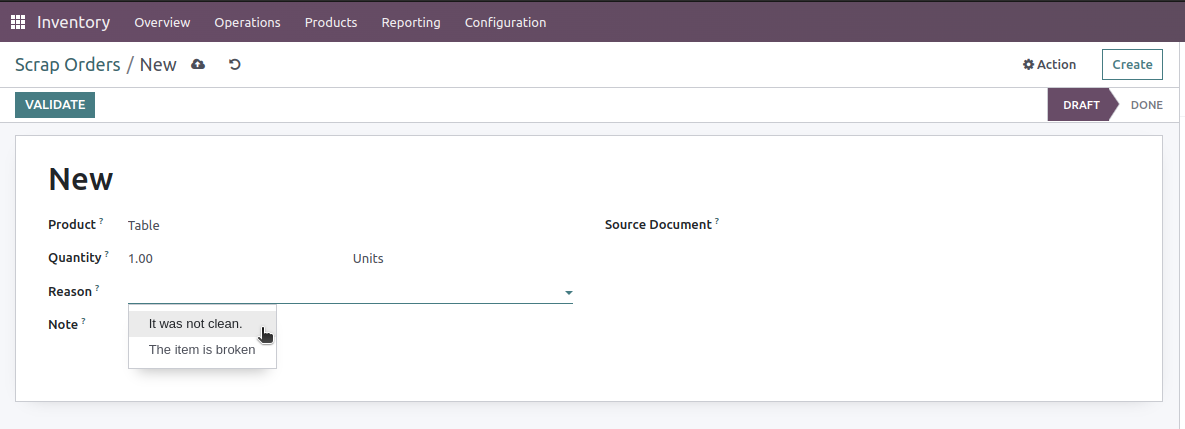 Inventory Overview Operations Products Reporting Configuration
Scrap Orders / New Action Create
VALIDATE DRAFT DONE
New
Product ? Table Source Document ?
Quantity ? 1.00 Units
Reason ?
It was not clean.
Note ?
The item is broken